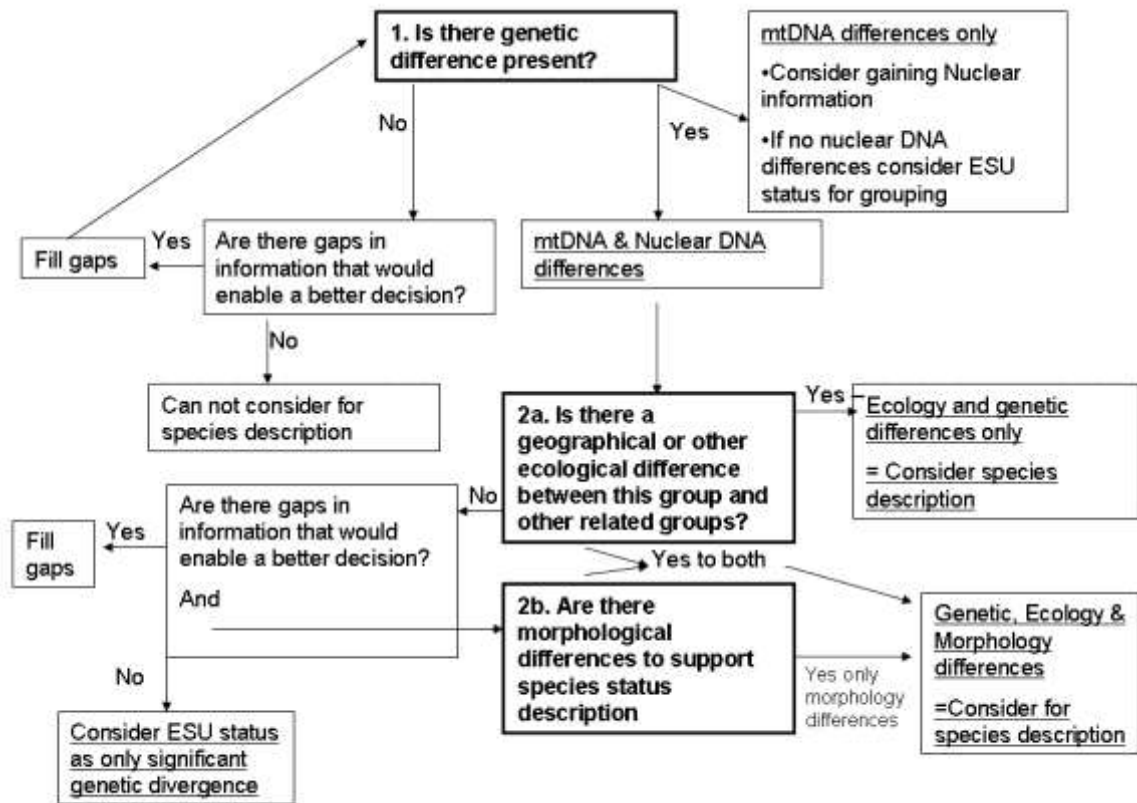 1. Is there genetic
difference present?
mtDNA differences only
•Consider gaining Nuclear
information
•If no nuclear DNA
differences consider ESU
status for grouping
No
Yes
Fill gaps
Yes
Are there gaps in
information that would
enable a better decision?
mtDNA & Nuclear DNA
differences
No
Can not consider for
species description
2a. Is there a
geographical or other
ecological difference
between this group and
other related groups?
Yes
Ecology and genetic
differences only
= Consider species
description
No
Are there gaps in
information that would
enable a better decision?
And
Yes
Fill
gaps
Yes to both
2b. Are there
morphological
differences to support
species status
description
Yes only
morphology
differences
Genetic, Ecology &
Morphology
differences
=Consider for
species description
No
Consider ESU status
as only significant
genetic divergence